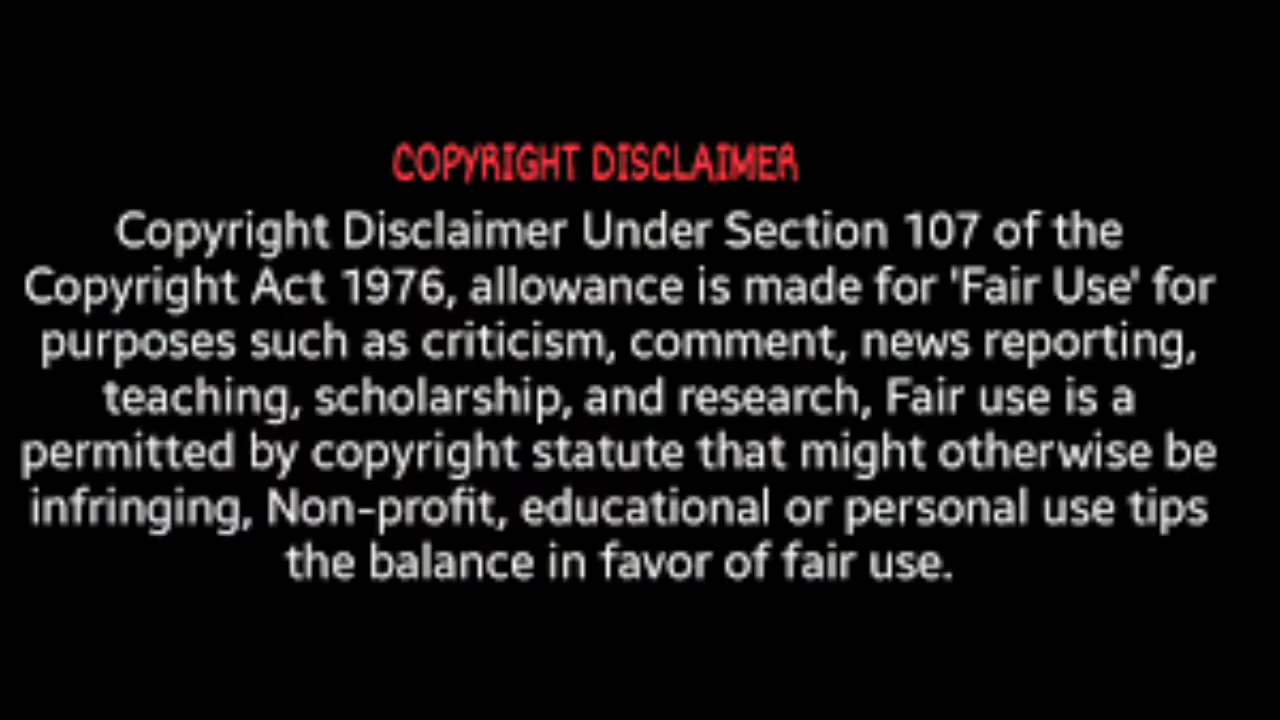 COPYRIGHT DISCLAIMER
Copyright Disclaimer Under Section 107 of the
Copyright Act 1976, allowance is made for 'Fair Use' for
purposes such as criticism, comment, news reporting,
teaching, scholarship, and research, Fair use is a
permitted by copyright statute that might otherwise be
infringing, Non-profit, educational or personal use tips
the balance in favor of fair use.